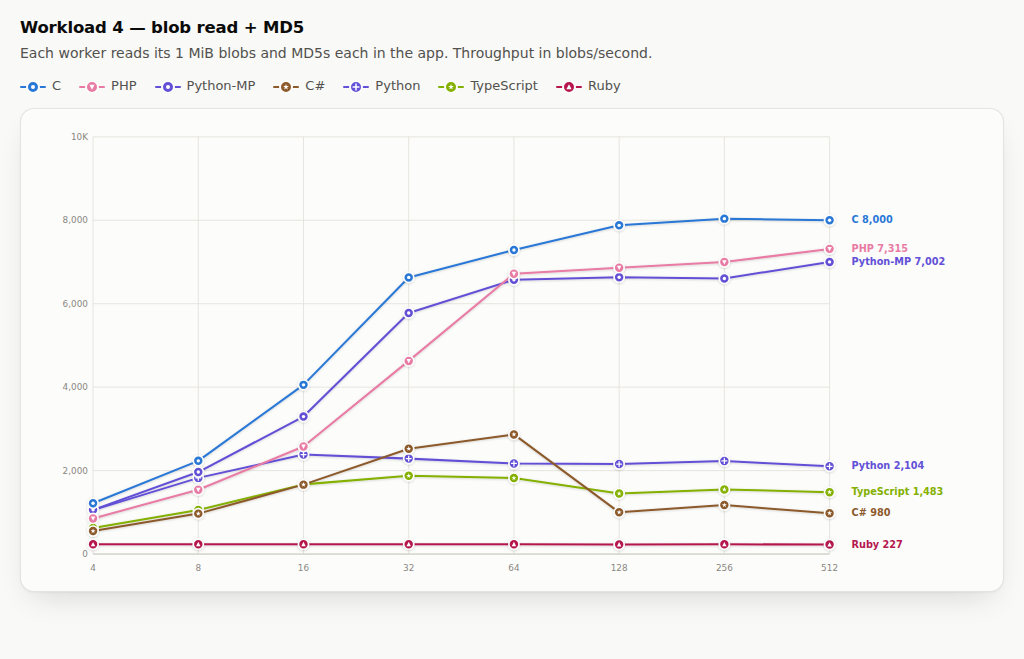 Workload 4 — blob read + MD5
Each worker reads its 1 MiB blobs and MD5s each in the app. Throughput in blobs/second.
C PHP Python-MP C# Python TypeScript Ruby
10K
8,000
6,000
4,000
2,000
0
C 8,000
PHP 7,315
Python-MP 7,002
Python 2,104
TypeScript 1,483
C# 980
Ruby 227
4 8 16 32 64 128 256 512